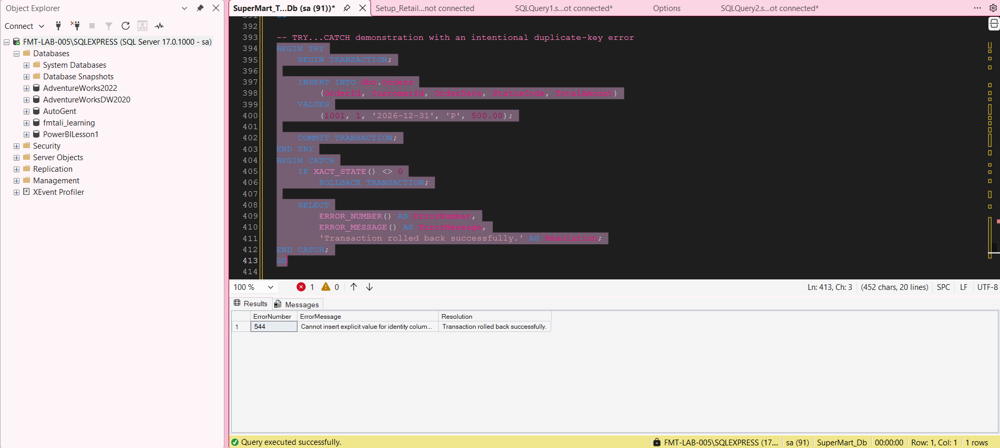 Object Explorer
Connect
FMT-LAB-005\SQLEXPRESS (SQL Server 17.0.1000 - sa)
Databases
System Databases
Database Snapshots
AdventureWorks2022
AdventureWorksDW2020
AutoGent
fmtali_learning
PowerBILesson1
Security
Server Objects
Replication
Management
XEvent Profiler
SuperMart_T...Db (sa (91))* Setup_Retail...not connected SQLQuery1.s...ot connected* Options SQLQuery2.s...ot connected*
391 GO
392
393 -- TRY...CATCH demonstration with an intentional duplicate-key error
394 BEGIN TRY
395 BEGIN TRANSACTION;
396
397 INSERT INTO dbo.Orders
398 (OrderId, CustomerId, OrderDate, StatusCode, TotalAmount)
399 VALUES
400 (1001, 1, '2026-12-31', 'P', 500.00);
401
402 COMMIT TRANSACTION;
403 END TRY
404 BEGIN CATCH
405 IF XACT_STATE() <> 0
406 ROLLBACK TRANSACTION;
407
408 SELECT
409 ERROR_NUMBER() AS ErrorNumber,
410 ERROR_MESSAGE() AS ErrorMessage,
411 'Transaction rolled back successfully.' AS Resolution;
412 END CATCH;
413 GO
414
100 % 1 0 Ln: 413, Ch: 3 (452 chars, 20 lines) SPC LF UTF-8
Results Messages
ErrorNumber ErrorMessage Resolution
1 544 Cannot insert explicit value for identity colum... Transaction rolled back successfully.
Query executed successfully. FMT-LAB-005\SQLEXPRESS (17.... sa (91) SuperMart_Db 00:00:00 Row: 1, Col: 1 1 rows